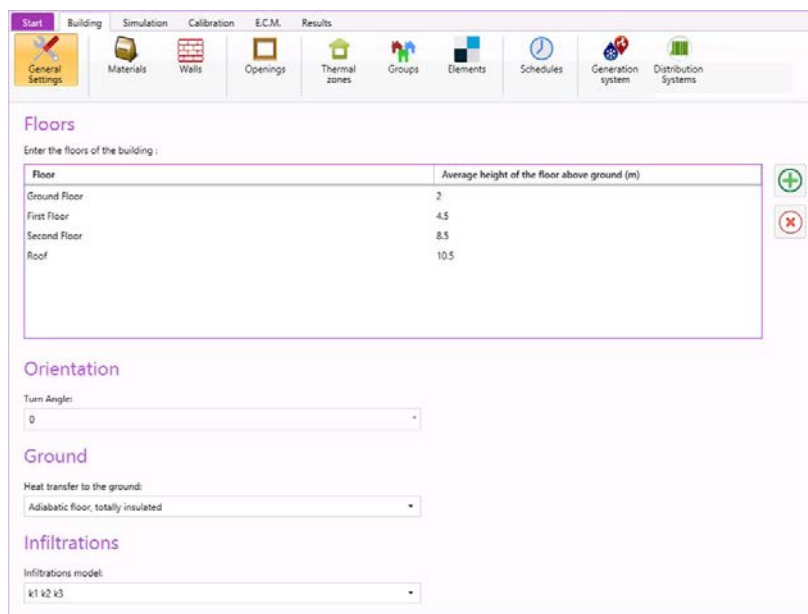 Start Building Simulation Calibration E.C.M. Results
General Settings
Materials
Walls
Openings
Thermal zones
Groups
Elements
Schedules
Generation system
Distribution Systems
Floors
Enter the floors of the building :
Floor Average height of the floor above ground (m)
Ground Floor 2
First Floor 4.5
Second Floor 8.5
Roof 10.5
Orientation
Turn Angle:
0 °
Ground
Heat transfer to the ground:
Adiabatic floor, totally insulated
Infiltrations
Infiltrations model:
k1 k2 k3